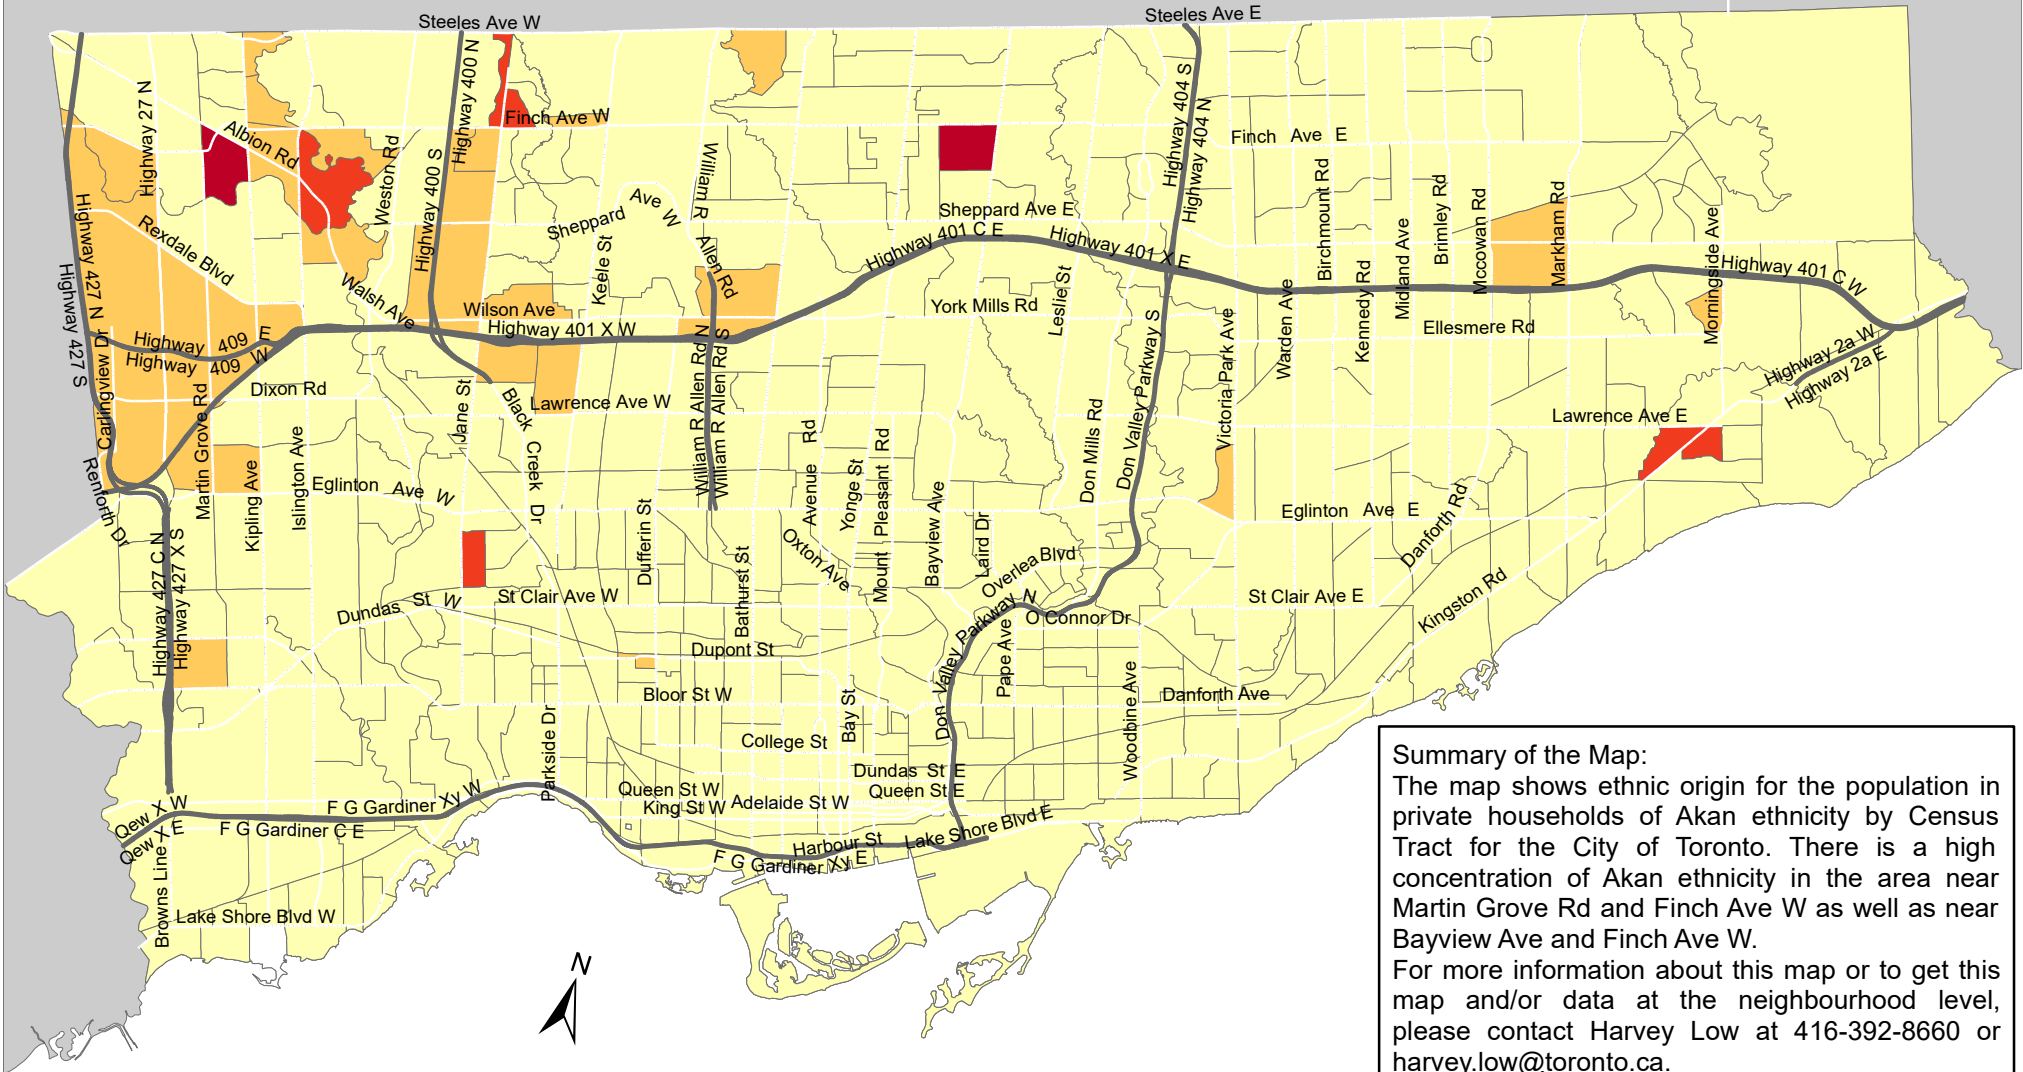 Steeles Ave W
Steeles Ave E
Highway 27 N
Albion Rd
Weston Rd
Highway 400 N
Highway 400 S
Finch Ave W
William R Allen Rd
Sheppard Ave W
Keele St
Highway 404 S
Highway 404 N
Finch Ave E
Sheppard Ave E
Highway 401 C E
Highway 401 X E
Birchmount Rd
Brimley Rd
Mccowan Rd
Markham Rd
Midland Ave
Kennedy Rd
Warden Ave
Morningside Ave
Highway 401 C W
Highway 427 N
Highway 427 S
Rexdale Blvd
Walsh Ave
Wilson Ave
Highway 401 X W
York Mills Rd
Leslie St
Ellesmere Rd
Highway 2a W
Highway 2a E
Highway 409 E
Highway 409 W
Carlingview Dr
Martin Grove Rd
Dixon Rd
Jane St
Black Creek Dr
Lawrence Ave W
William R Allen Rd N
William R Allen Rd S
Don Valley Parkway S
Victoria Park Ave
Lawrence Ave E
Renforth Dr
Kipling Ave
Islington Ave
Eglinton Ave W
Dufferin St
Bathurst St
Avenue Rd
Yonge St
Mount Pleasant Rd
Oxton Ave
Bayview Ave
Laird Dr
Don Mills Rd
Overlea Blvd
Eglinton Ave E
Danforth Rd
Kingston Rd
Highway 427 C N
Highway 427 X S
Dundas St W
St Clair Ave W
St Clair Ave E
O Connor Dr
Don Valley Parkway N
Pape Ave
Dupont St
Bloor St W
Danforth Ave
Woodbine Ave
Parkside Dr
Bay St
College St
Dundas St E
Queen St E
Queen St W
King St W
Adelaide St W
Qew X W
Qew X E
F G Gardiner Xy W
F G Gardiner C E
Harbour St
Lake Shore Blvd E
F G Gardiner Xy E
Browns Line
Lake Shore Blvd W
N
Summary of the Map:
The map shows ethnic origin for the population in
private households of Akan ethnicity by Census
Tract for the City of Toronto. There is a high
concentration of Akan ethnicity in the area near
Martin Grove Rd and Finch Ave W as well as near
Bayview Ave and Finch Ave W.
For more information about this map or to get this
map and/or data at the neighbourhood level,
please contact Harvey Low at 416-392-8660 or
harvey.low@toronto.ca.